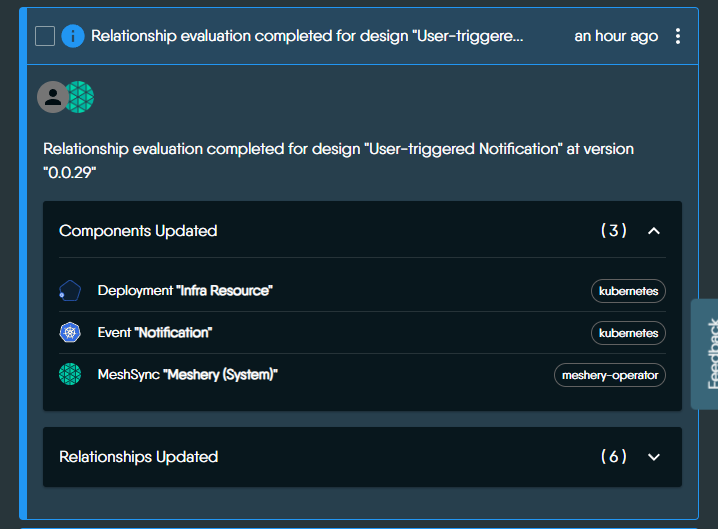 Relationship evaluation completed for design "User-triggere... an hour ago
Relationship evaluation completed for design "User-triggered Notification" at version
"0.0.29"
Components Updated (3)
Deployment "Infra Resource" kubernetes
Event "Notification" kubernetes
MeshSync "Meshery (System)" meshery-operator
Relationships Updated (6)
Feedback